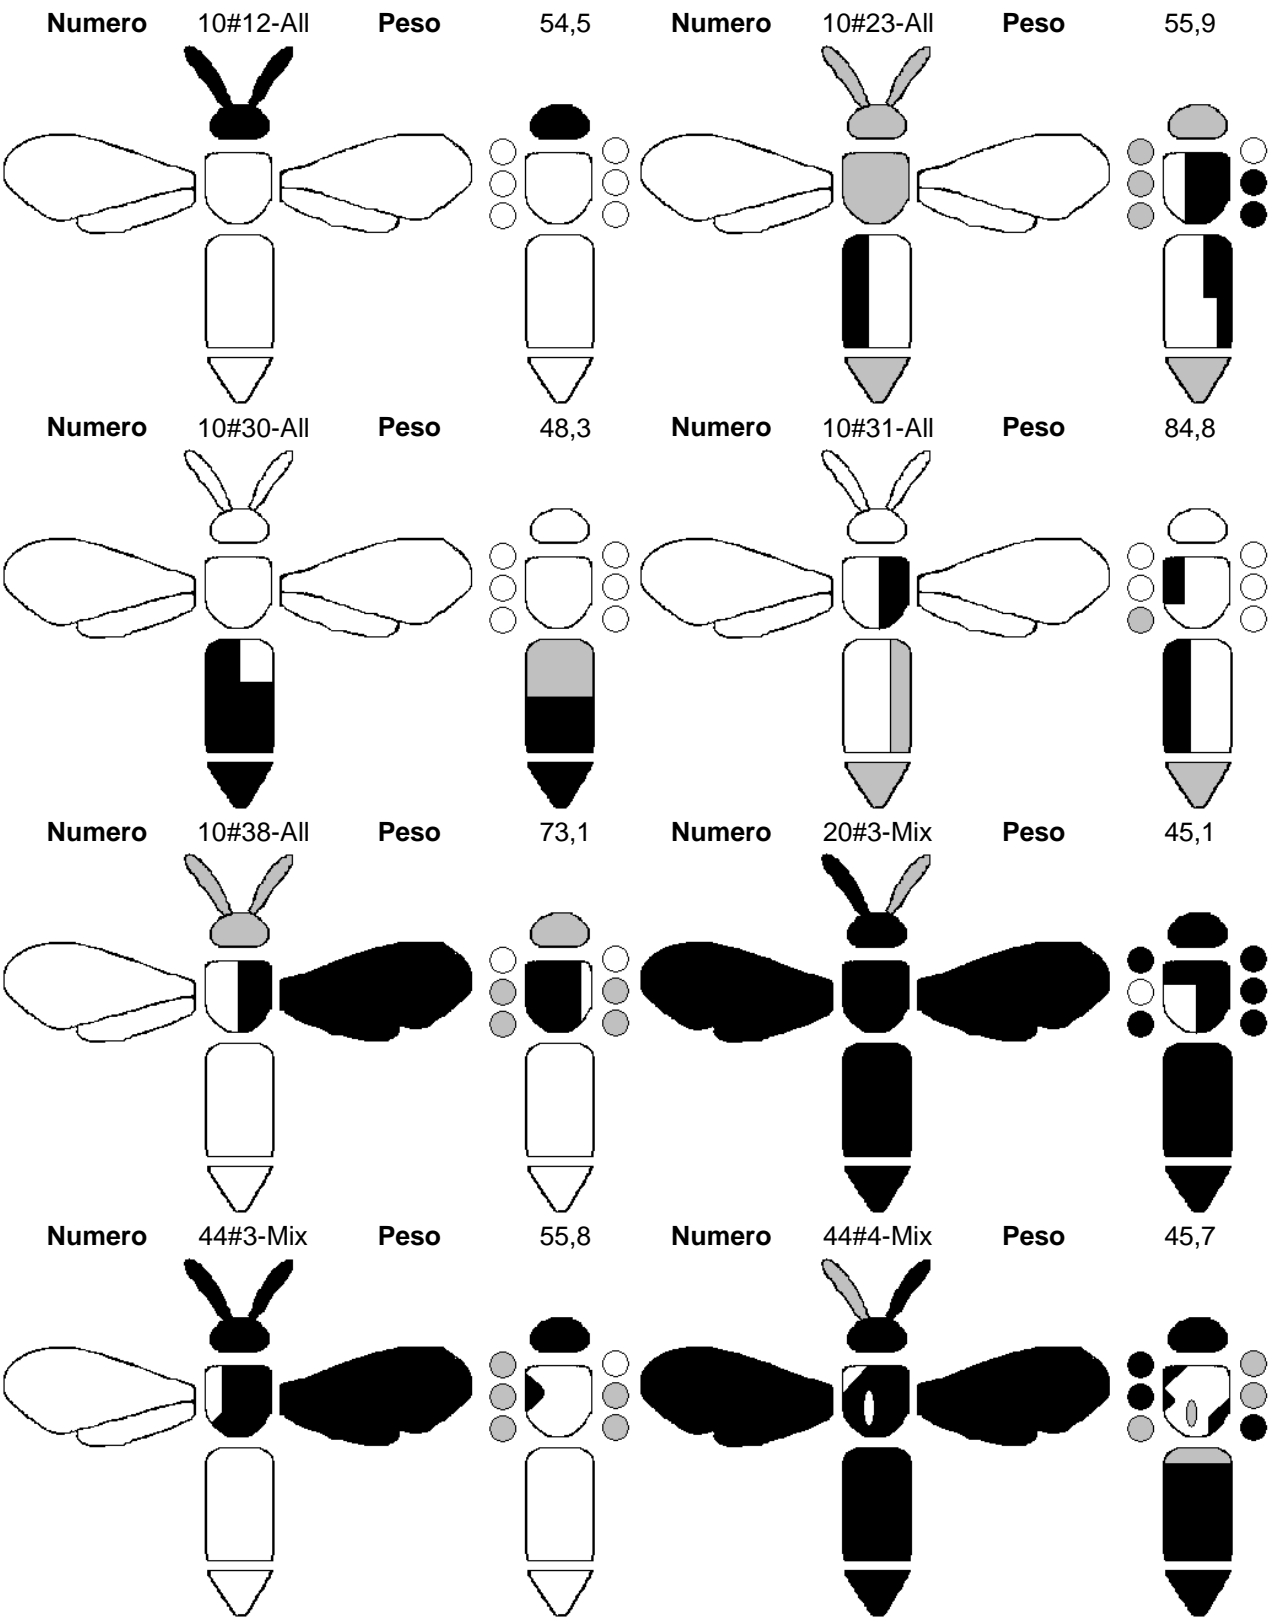 Numero 10#12-All Peso 54,5 Numero 10#23-All Peso 55,9
Numero 10#30-All Peso 48,3 Numero 10#31-All Peso 84,8
Numero 10#38-All Peso 73,1 Numero 20#3-Mix Peso 45,1
Numero 44#3-Mix Peso 55,8 Numero 44#4-Mix Peso 45,7